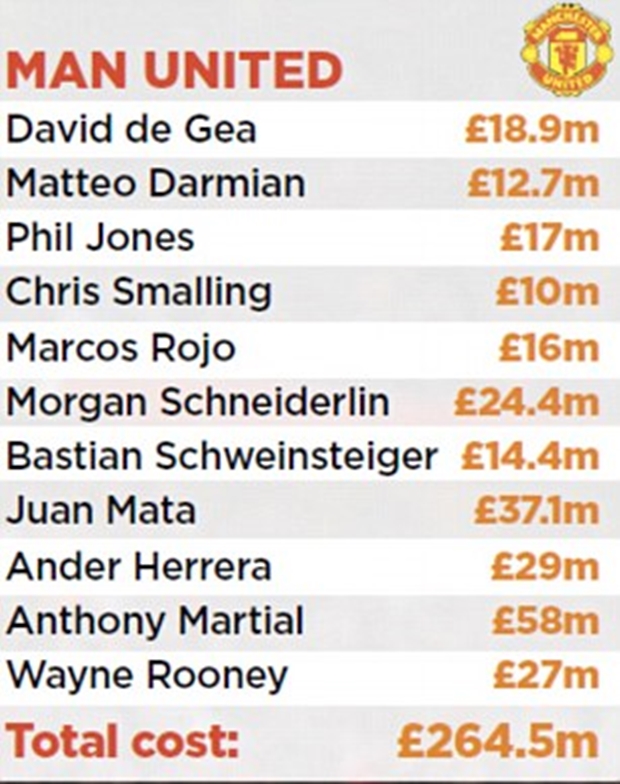 MANCHESTER
UNITED
MAN UNITED
David de Gea £18.9m
Matteo Darmian £12.7m
Phil Jones £17m
Chris Smalling £10m
Marcos Rojo £16m
Morgan Schneiderlin £24.4m
Bastian Schweinsteiger £14.4m
Juan Mata £37.1m
Ander Herrera £29m
Anthony Martial £58m
Wayne Rooney £27m
Total cost: £264.5m